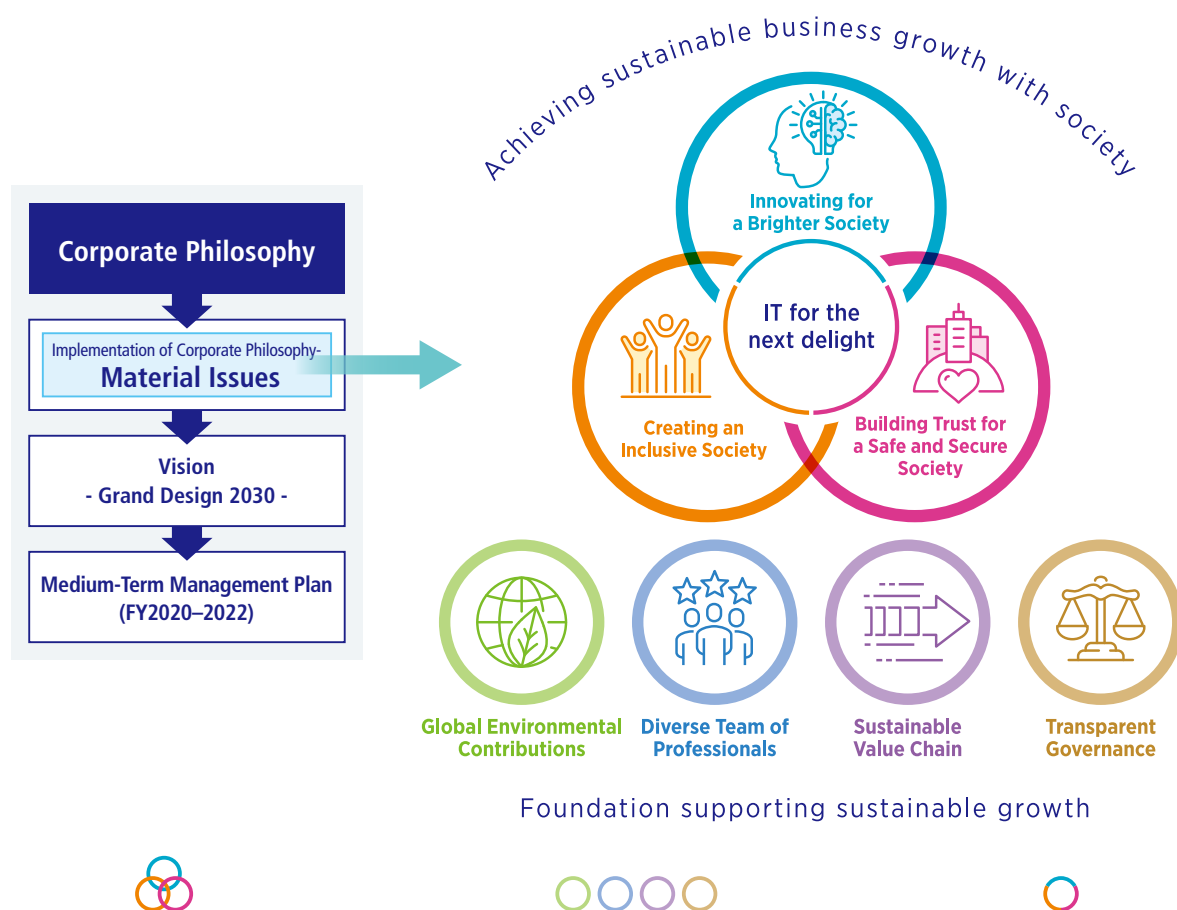 Achieving sustainable business growth with society
Corporate Philosophy
Implementation of Corporate Philosophy-
Material Issues
Vision
- Grand Design 2030 -
Medium-Term Management Plan
(FY2020–2022)
Innovating for
a Brighter Society
IT for the
next delight
Creating an
Inclusive Society
Building Trust for
a Safe and Secure
Society
Global Environmental
Contributions
Diverse Team of
Professionals
Sustainable
Value Chain
Transparent
Governance
Foundation supporting sustainable growth